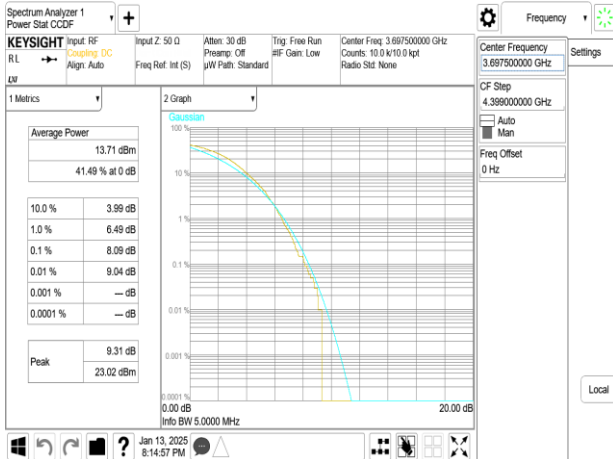 Spectrum Analyzer 1
Power Stat CCDF
Frequency
KEYSIGHT
RL
LXI
Input: RF
Coupling: DC
Align: Auto
Input Z: 50 Ω
Freq Ref: Int (S)
Atten: 30 dB
Preamp: Off
µW Path: Standard
Trig: Free Run
#IF Gain: Low
Center Freq: 3.697500000 GHz
Counts: 10.0 k/10.0 kpt
Radio Std: None
Center Frequency
3.697500000 GHz
Settings
CF Step
4.399000000 GHz
Auto
Man
Freq Offset
0 Hz
Local
1 Metrics
Average Power
13.71 dBm
41.49 % at 0 dB
10.0 % 3.99 dB
1.0 % 6.49 dB
0.1 % 8.09 dB
0.01 % 9.04 dB
0.001 % --- dB
0.0001 % --- dB
Peak
9.31 dB
23.02 dBm
2 Graph
Gaussian
100 %
10 %
1 %
0.1 %
0.01 %
0.001 %
0.0001 %
0.00 dB 20.00 dB
Info BW 5.0000 MHz
?
Jan 13, 2025
8:14:57 PM